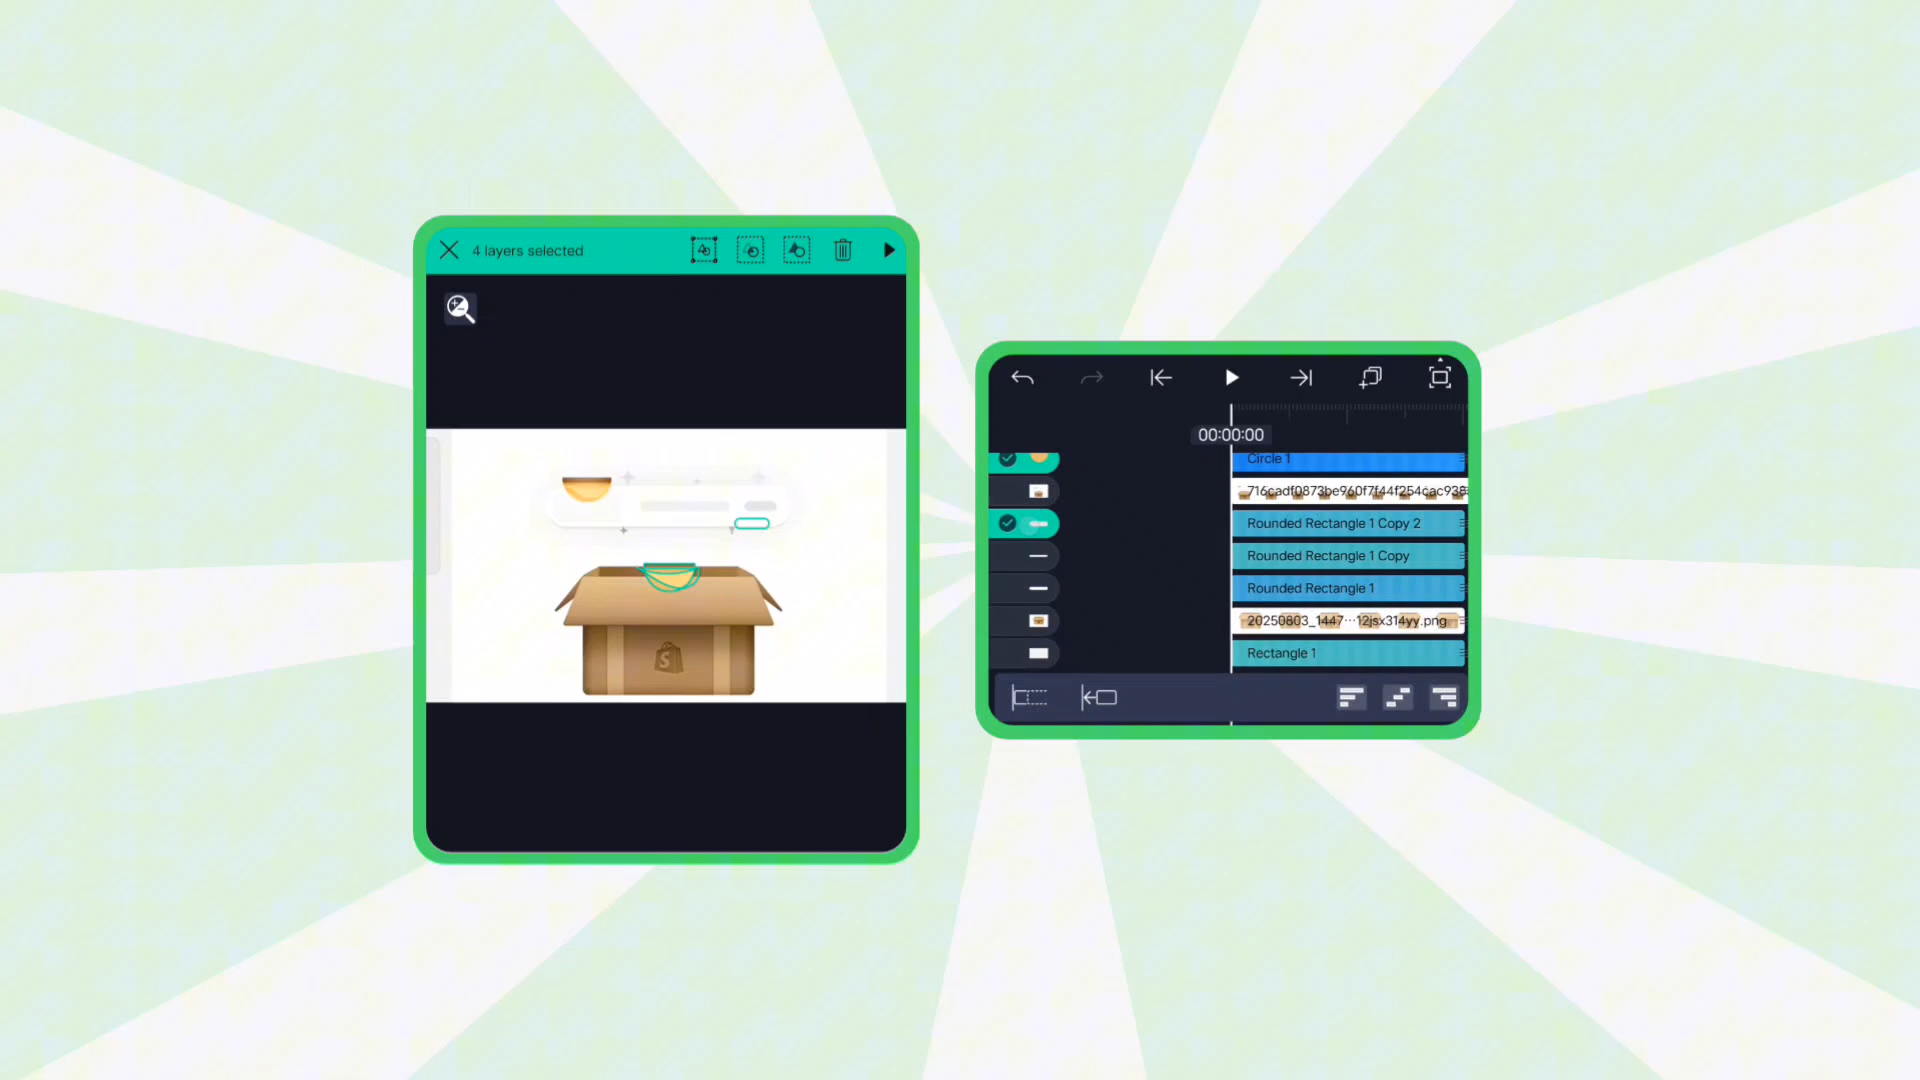 4 layers selected
00:00:00
Circle 1
716cadf0873be960f7f44f254cac938
Rounded Rectangle 1 Copy 2
Rounded Rectangle 1 Copy
Rounded Rectangle 1
20250803_1447···12jsx314yy.png
Rectangle 1
S